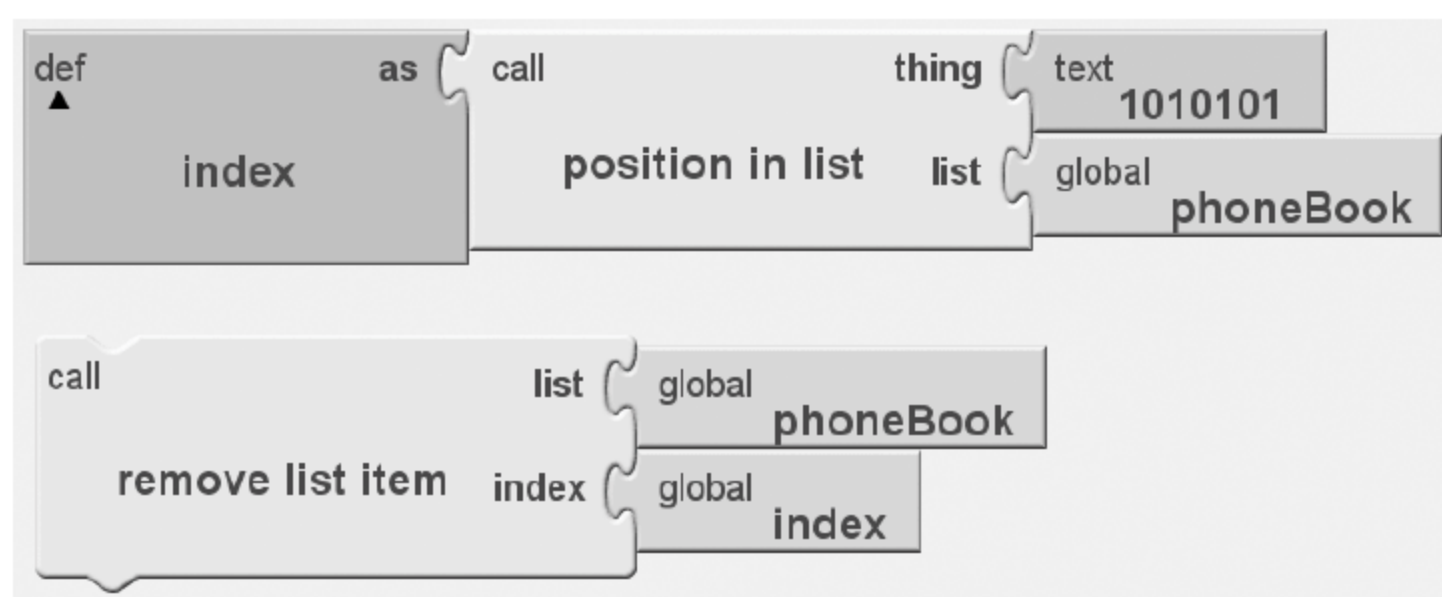 def as call thing text
1010101
index position in list list global
phoneBook
call list global
phoneBook
remove list item index global
index